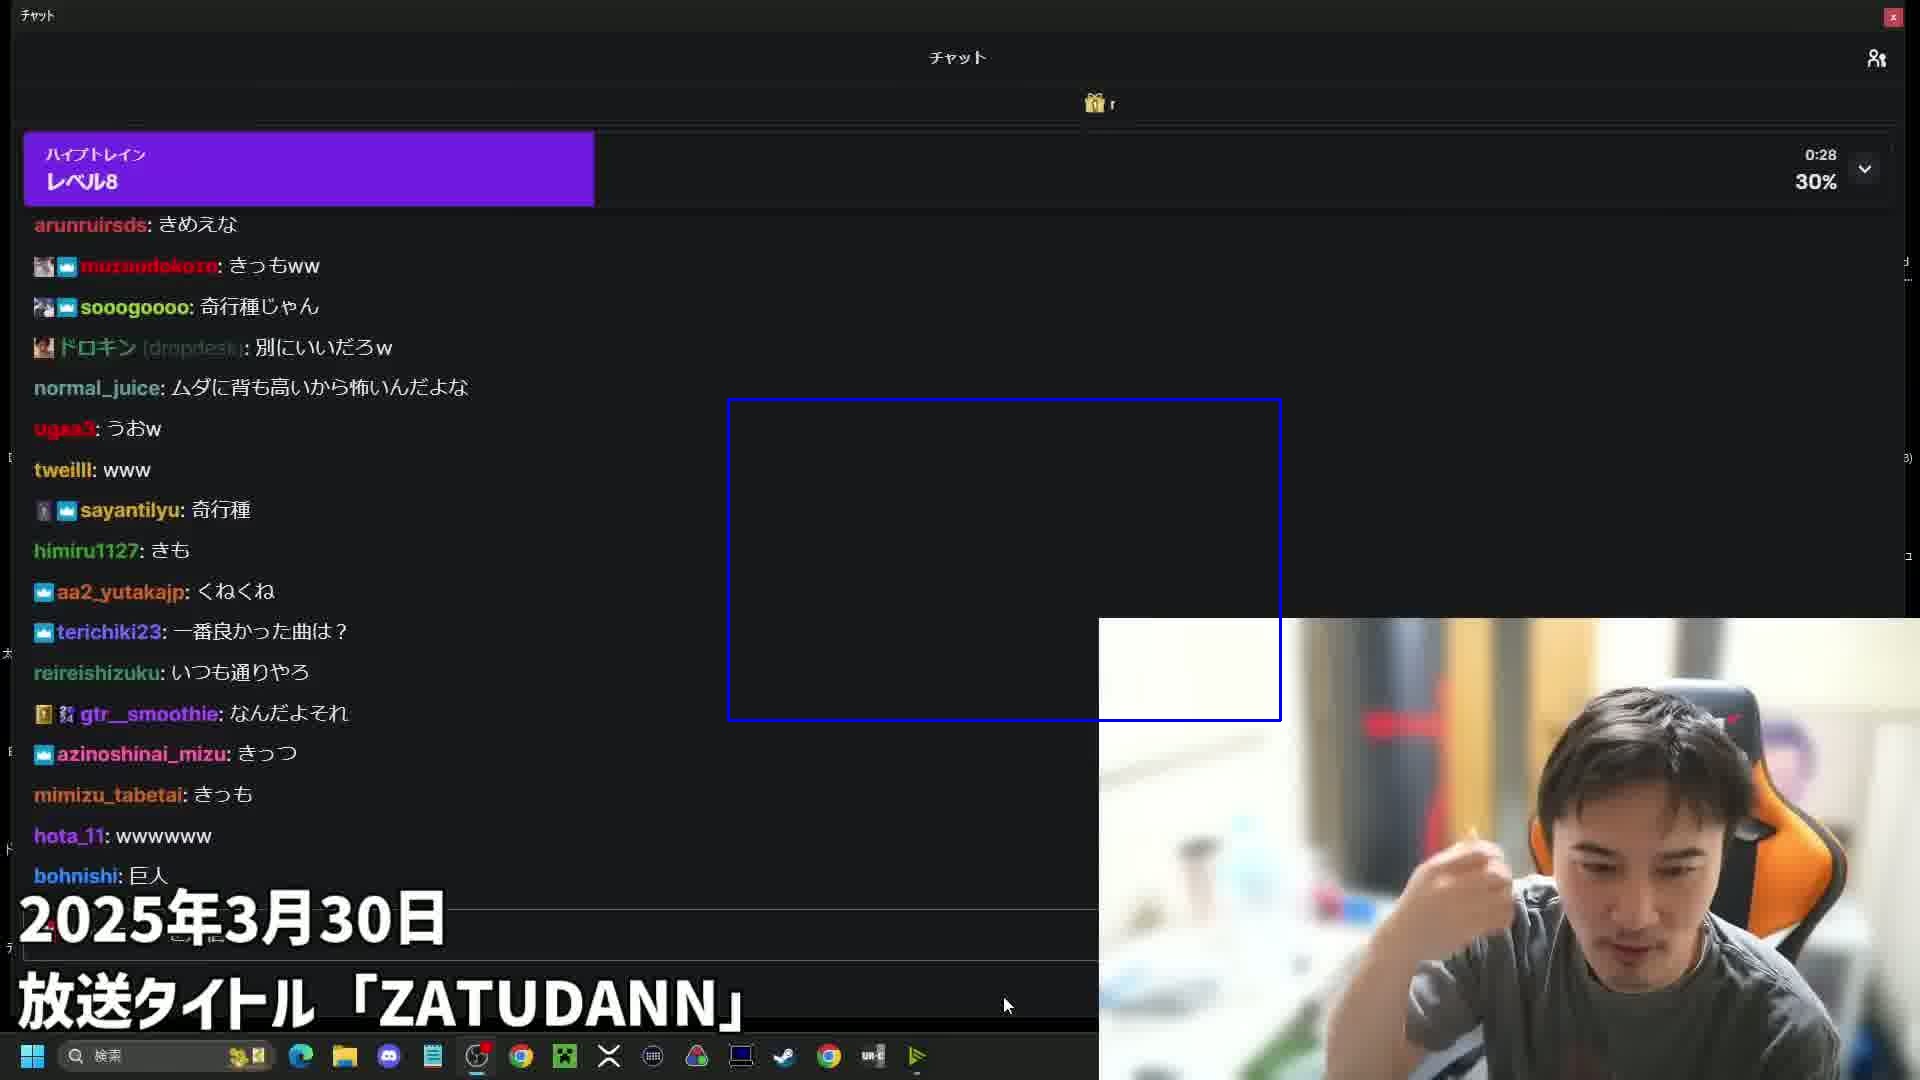 チャット
チャット
r
ハイプトレイン
レベル8
0:28
30%
arunruirsds: きめえな
: きっもww
sooogoooo: 奇行種じゃん
ドロキン (dropdesk): 別にいいだろw
normal_juice: ムダに背も高いから怖いんだよな
ugaa3: うおw
tweilll: www
sayantilyu: 奇行種
himiru1127: きも
aa2_yutakajp: くねくね
terichiki23: 一番良かった曲は？
reireishizuku: いつも通りやろ
gtr__smoothie: なんだよそれ
azinoshinai_mizu: きっつ
mimizu_tabetai: きっも
hota_11: wwwwww
bohnishi: 巨人
2025年3月30日
放送タイトル「ZATUDANN」
検索
UR-C